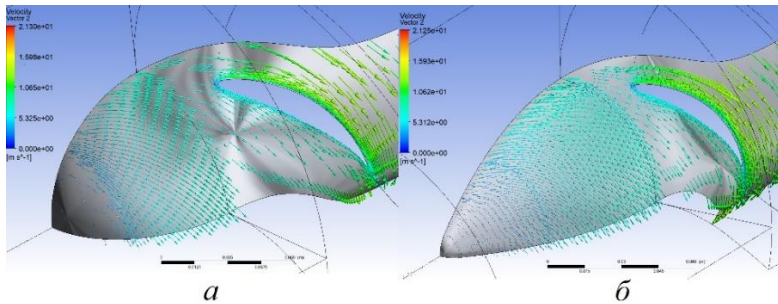 Velocity
Vector 2
2.130e+01
1.598e+01
1.065e+01
5.325e+00
0.000e+00
[m s^-1]
а
Velocity
Vector 2
2.125e+01
1.593e+01
1.062e+01
5.312e+00
0.000e+00
[m s^-1]
б